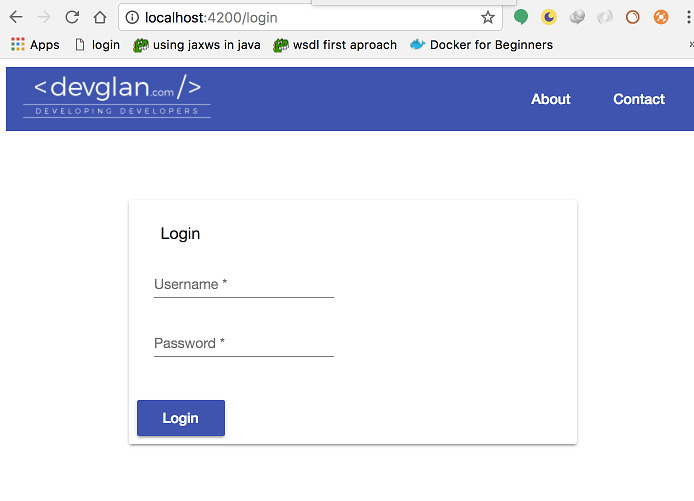 localhost:4200/login
Apps login using jaxws in java wsdl first aproach Docker for Beginners »
<devglan.com/>
DEVELOPING DEVELOPERS
About Contact
Login
Username *
Password *
Login